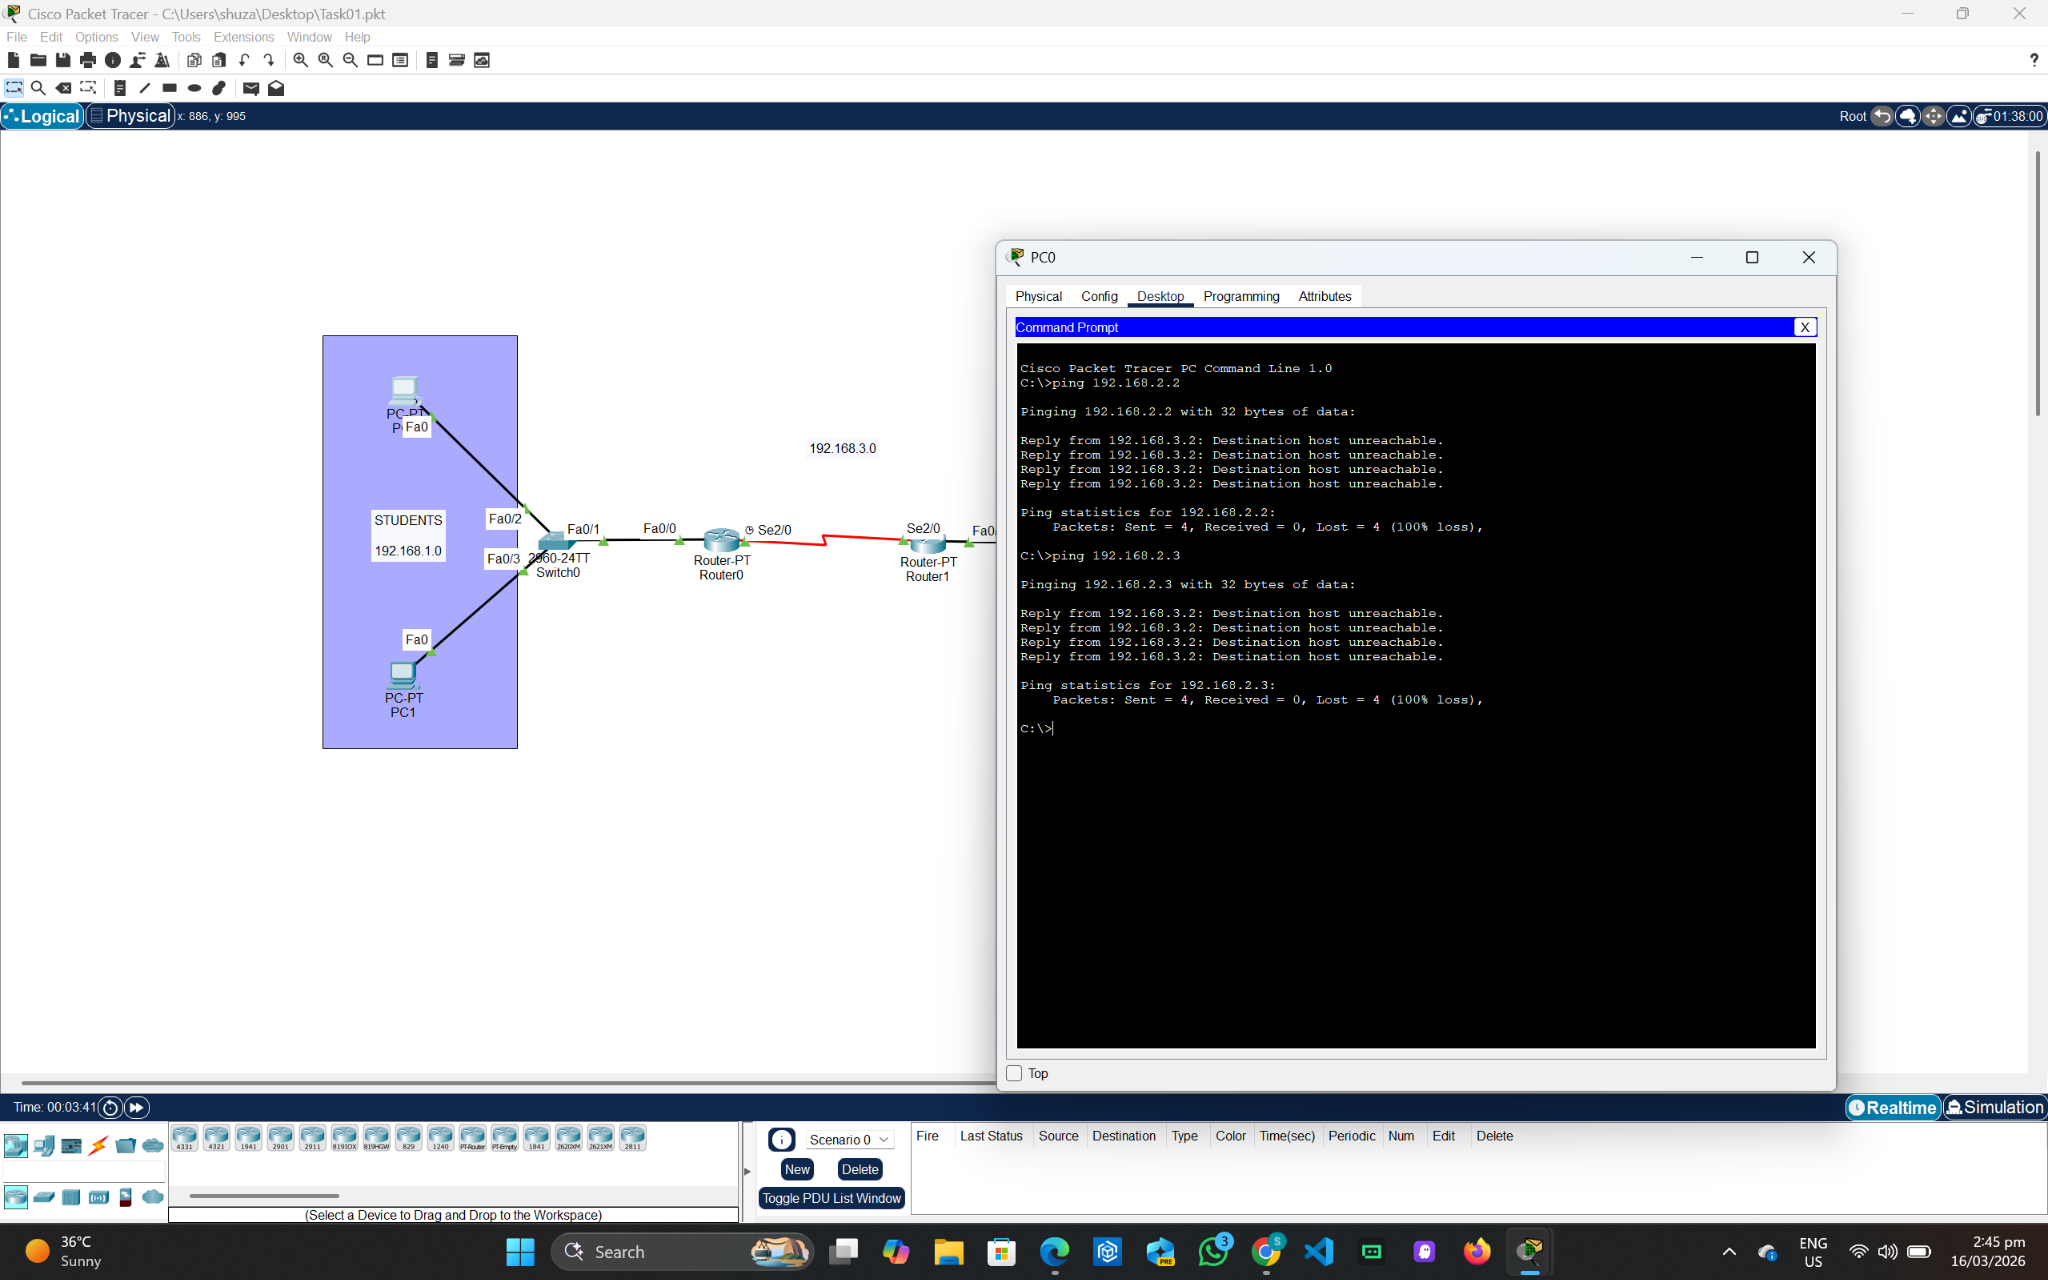 Cisco Packet Tracer - C:\Users\shuza\Desktop\Task01.pkt
File Edit Options View Tools Extensions Window Help
?
Logical Physical x: 886, y: 995 Root 01:38:00
PC0
Physical Config Desktop Programming Attributes
Command Prompt X
Cisco Packet Tracer PC Command Line 1.0
C:\>ping 192.168.2.2
Pinging 192.168.2.2 with 32 bytes of data:
Reply from 192.168.3.2: Destination host unreachable.
Reply from 192.168.3.2: Destination host unreachable.
Reply from 192.168.3.2: Destination host unreachable.
Reply from 192.168.3.2: Destination host unreachable.
Ping statistics for 192.168.2.2:
Packets: Sent = 4, Received = 0, Lost = 4 (100% loss),
C:\>ping 192.168.2.3
Pinging 192.168.2.3 with 32 bytes of data:
Reply from 192.168.3.2: Destination host unreachable.
Reply from 192.168.3.2: Destination host unreachable.
Reply from 192.168.3.2: Destination host unreachable.
Reply from 192.168.3.2: Destination host unreachable.
Ping statistics for 192.168.2.3:
Packets: Sent = 4, Received = 0, Lost = 4 (100% loss),
C:\>
Top
PC-PT
Fa0
192.168.3.0
STUDENTS
192.168.1.0
Fa0/2
Fa0/1
Fa0/0
Se2/0
Se2/0
Fa0/
Fa0/3
2960-24TT
Switch0
Router-PT
Router0
Router-PT
Router1
Fa0
PC-PT
PC1
Time: 00:03:41 Realtime Simulation
4331 4321 1941 2901 2911 819IOX 819HGW 829 1240 PT-Router PT-Empty 1841 2620XM 2621XM 2811
(Select a Device to Drag and Drop to the Workspace)
Scenario 0
New Delete
Toggle PDU List Window
Fire Last Status Source Destination Type Color Time(sec) Periodic Num Edit Delete
36°C
Sunny
Search
PRE
3
S
ENG
US
2:45 pm
16/03/2026